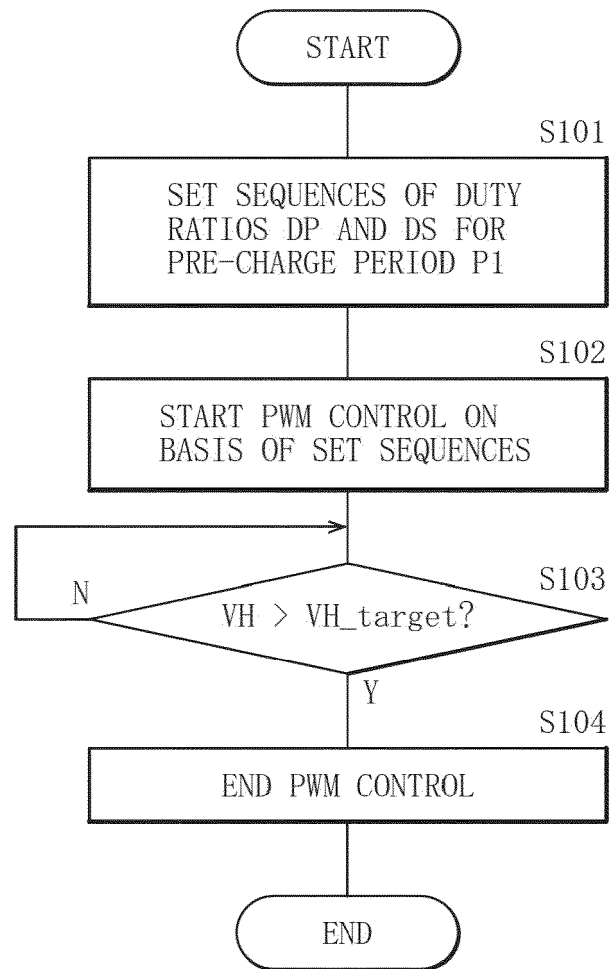 START
S101
SET SEQUENCES OF DUTY
RATIOS DP AND DS FOR
PRE-CHARGE PERIOD P1
S102
START PWM CONTROL ON
BASIS OF SET SEQUENCES
S103
N
VH > VH_target?
Y
S104
END PWM CONTROL
END